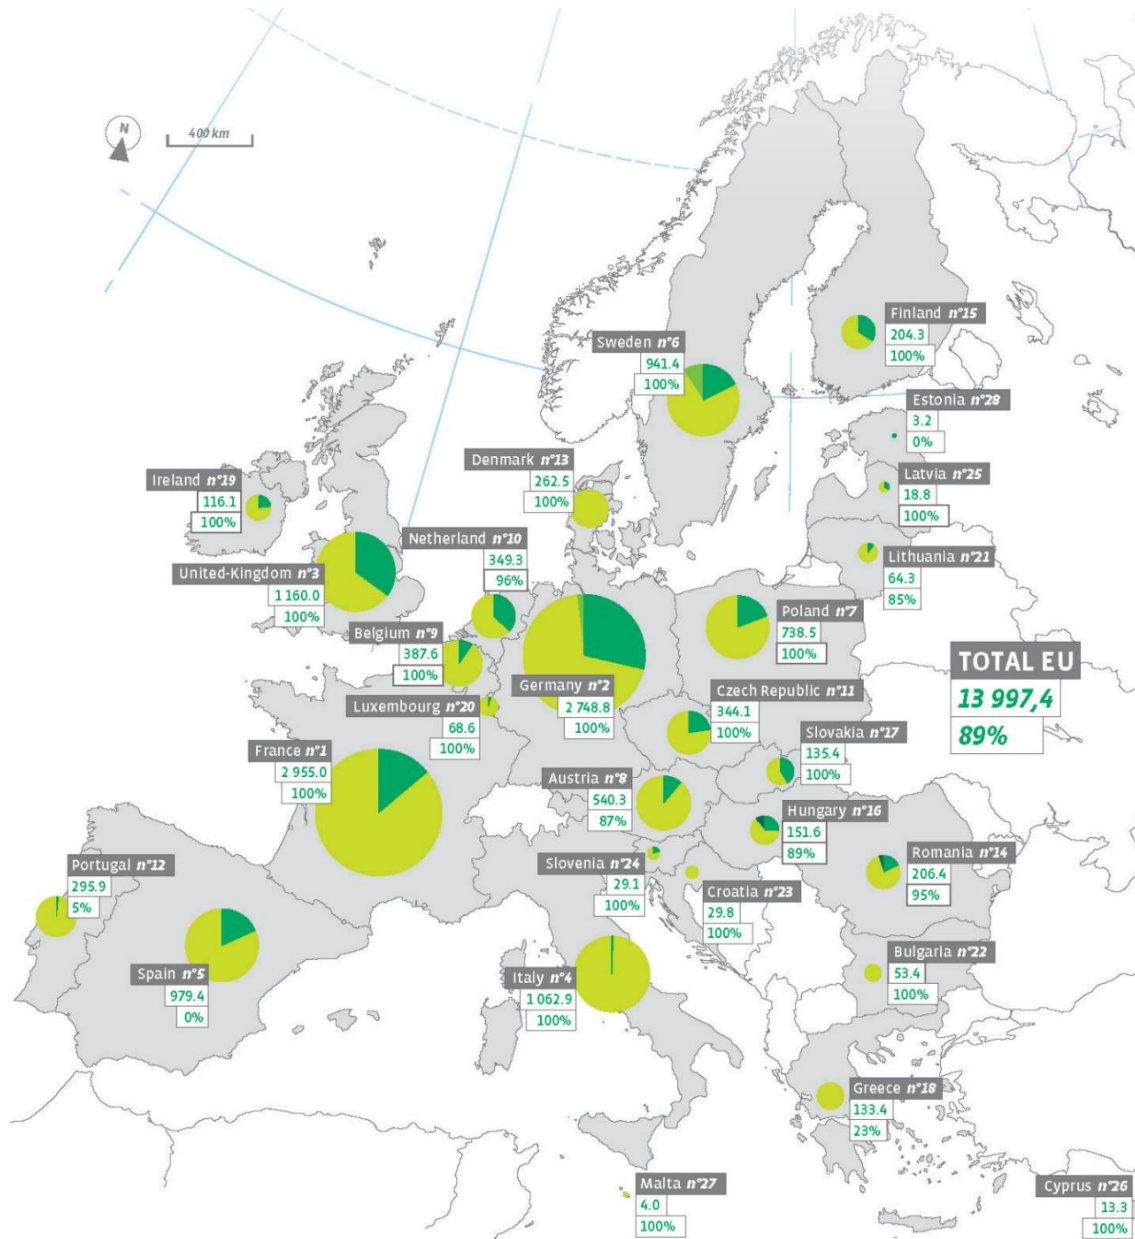 N
400 km
Finland n°15
204.3
100%
Sweden n°6
941.4
100%
Estonia n°28
3.2
0%
Denmark n°13
262.5
100%
Latvia n°25
18.8
100%
Ireland n°19
116.1
100%
Netherland n°10
349.3
96%
Lithuania n°21
64.3
85%
United-Kingdom n°3
1 160.0
100%
Poland n°7
738.5
100%
Belgium n°9
387.6
100%
TOTAL EU
13 997,4
89%
Germany n°2
2 748.8
100%
Czech Republic n°11
344.1
100%
Luxembourg n°20
68.6
100%
Slovakia n°17
135.4
100%
France n°1
2 955.0
100%
Austria n°8
540.3
87%
Hungary n°16
151.6
89%
Romania n°14
206.4
95%
Portugal n°12
295.9
5%
Slovenia n°24
29.1
100%
Croatia n°23
29.8
100%
Bulgaria n°22
53.4
100%
Spain n°5
979.4
0%
Italy n°4
1 062.9
100%
Greece n°18
133.4
23%
Malta n°27
4.0
100%
Cyprus n°26
13.3
100%